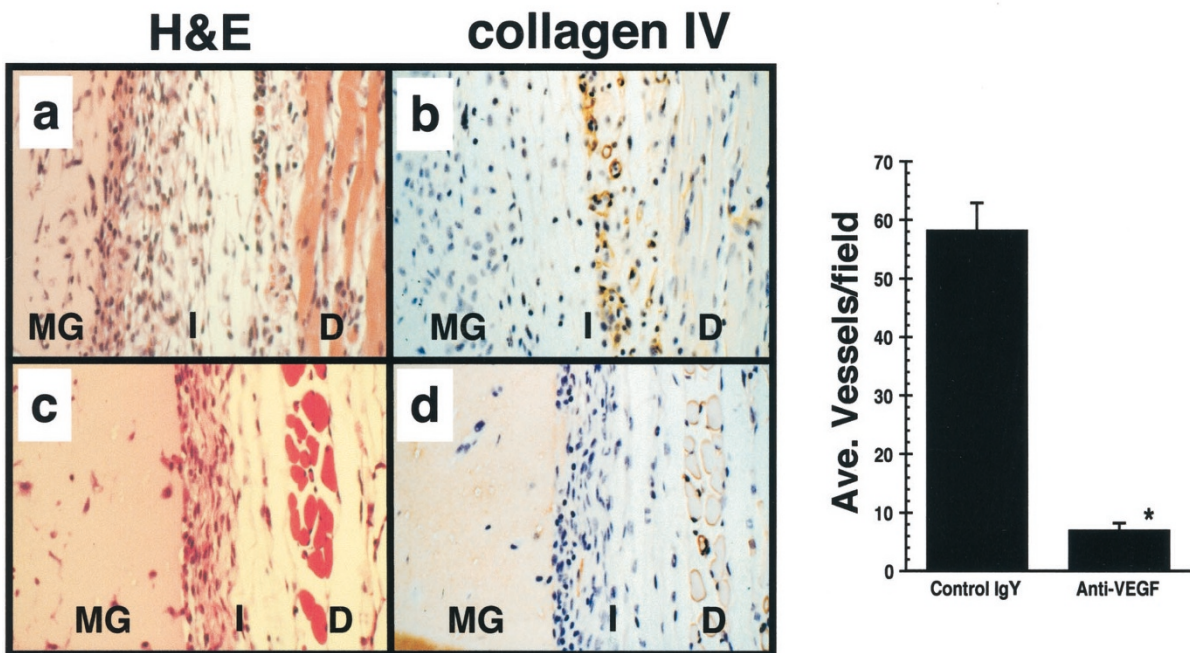 H&E
collagen IV
a
MG
I
D
b
MG
I
D
c
MG
I
D
d
MG
I
D
Ave. Vessels/field
70
60
50
40
30
20
10
0
*
Control IgY
Anti-VEGF